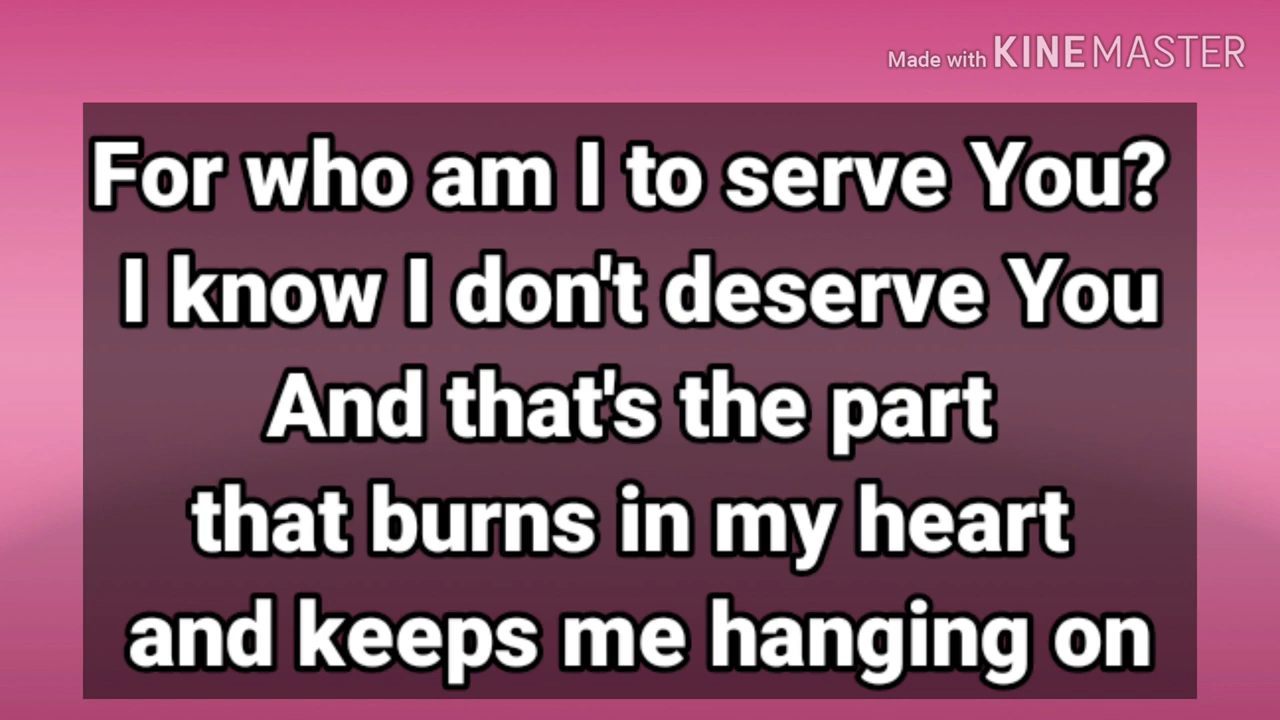 Made with KINEMASTER
For who am I to serve You?
I know I don't deserve You
And that's the part
that burns in my heart
and keeps me hanging on